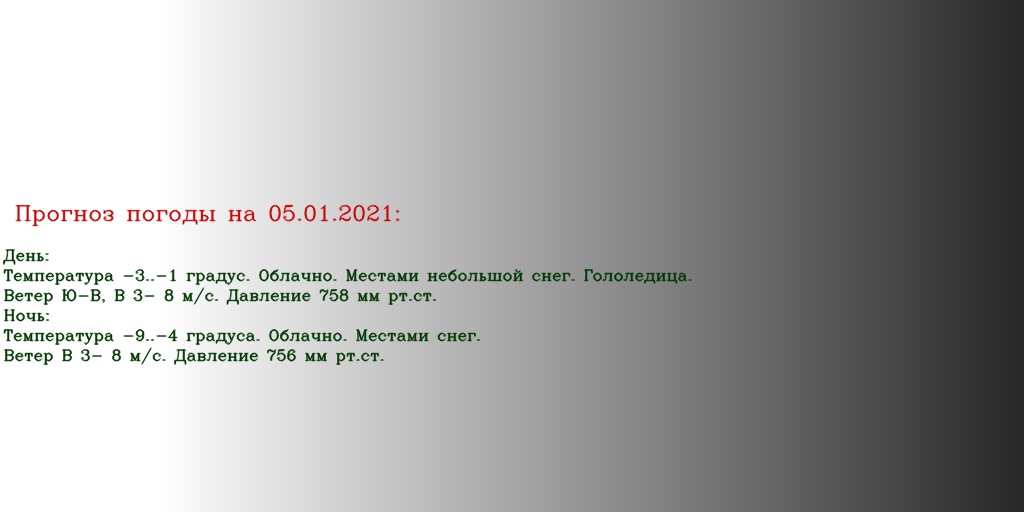 Прогноз погоды на 05.01.2021:
День:
Температура -3..-1 градус. Облачно. Местами небольшой снег. Гололедица.
Ветер Ю-В, В 3- 8 м/с. Давление 758 мм рт.ст.
Ночь:
Температура -9..-4 градуса. Облачно. Местами снег.
Ветер В 3- 8 м/с. Давление 756 мм рт.ст.